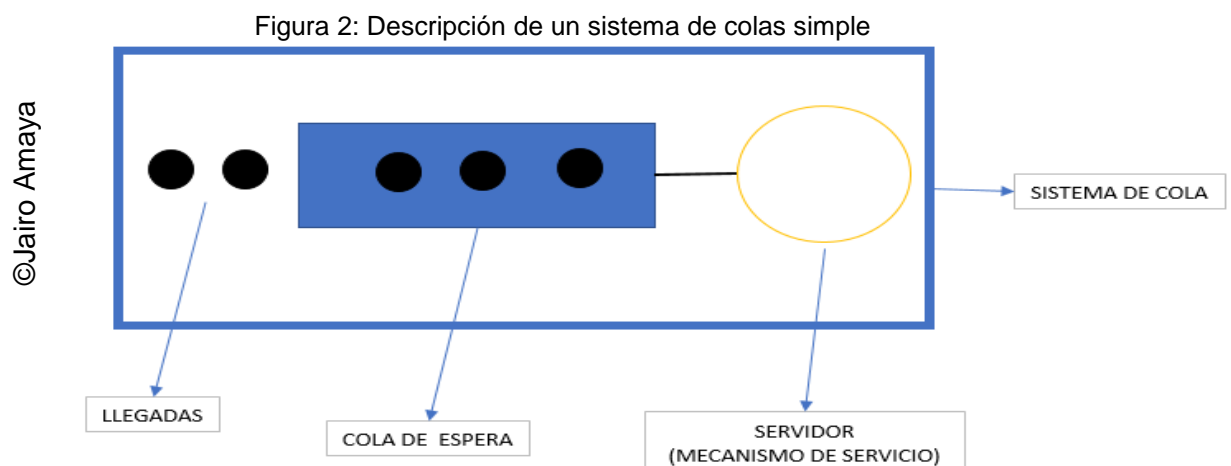 Figura 2: Descripción de un sistema de colas simple
©Jairo Amaya
SISTEMA DE COLA
LLEGADAS
COLA DE ESPERA
SERVIDOR
(MECANISMO DE SERVICIO)